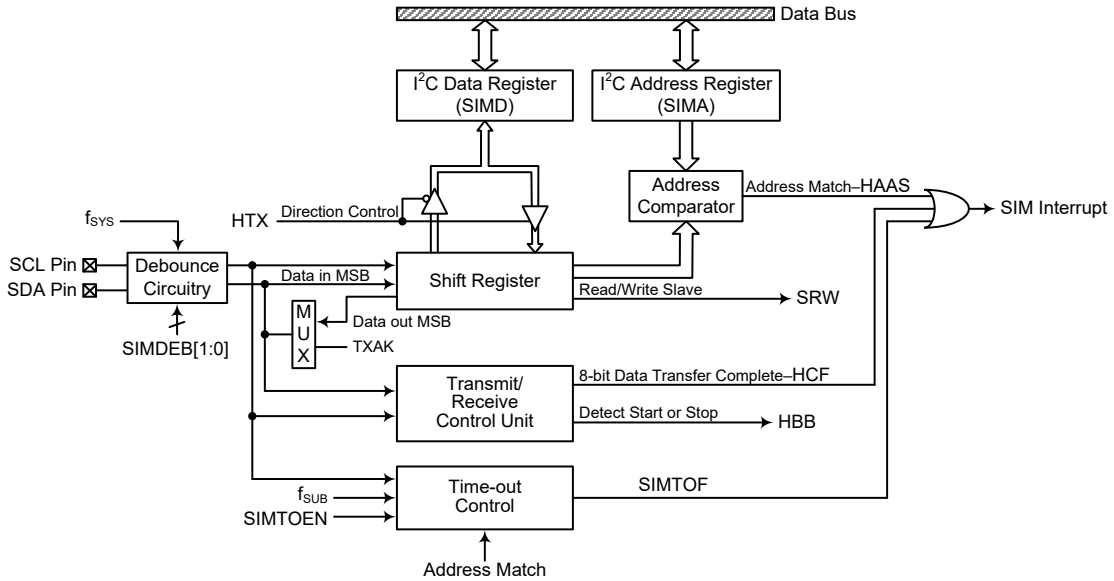 Data Bus
I²C Data Register
(SIMD)
I²C Address Register
(SIMA)
Address
Comparator
Address Match–HAAS
SIM Interrupt
HTX
Direction Control
fSYS
SCL Pin
SDA Pin
Debounce
Circuitry
Data in MSB
Shift Register
Read/Write Slave
SRW
SIMDEB[1:0]
M
U
X
Data out MSB
TXAK
Transmit/
Receive
Control Unit
8-bit Data Transfer Complete–HCF
Detect Start or Stop
HBB
fSUB
SIMTOEN
Time-out
Control
SIMTOF
Address Match